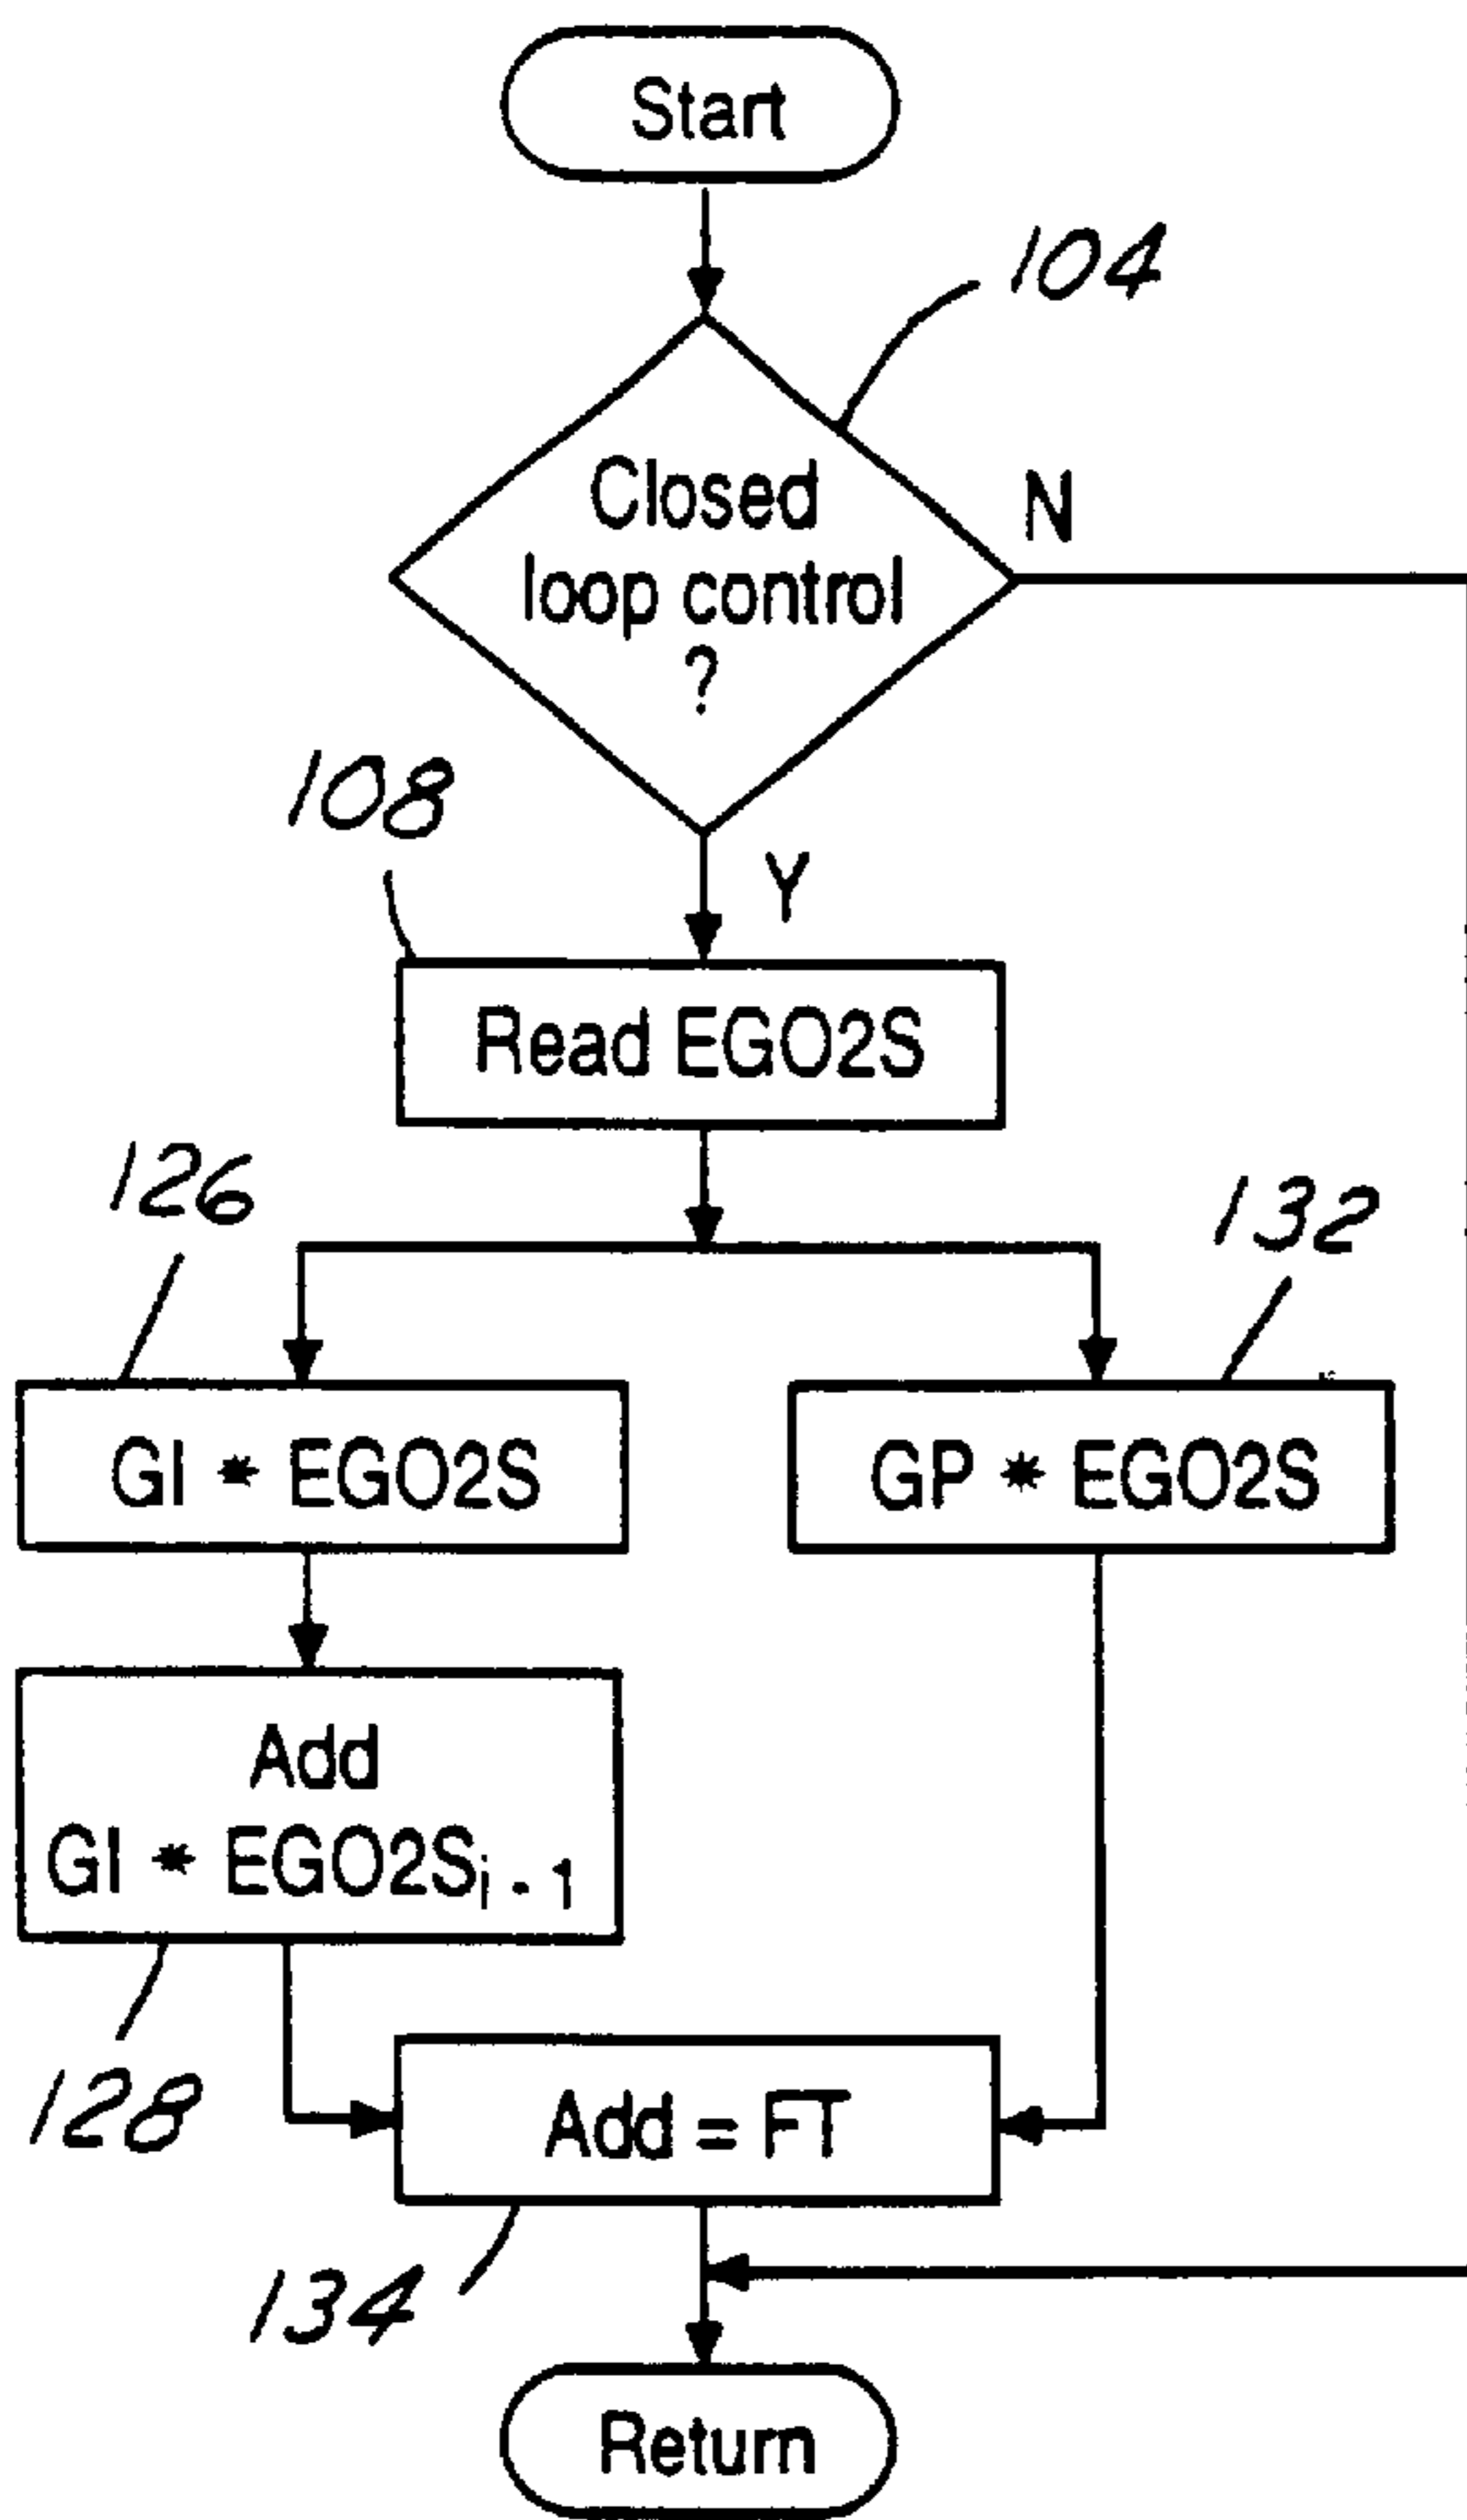 Start
104
Closed
loop control
?
N
108
Y
Read EGO2S
126
132
GI * EGO2S
GP * EGO2S
Add
GI * EGO2Si - 1
128
Add = FT
134
Return